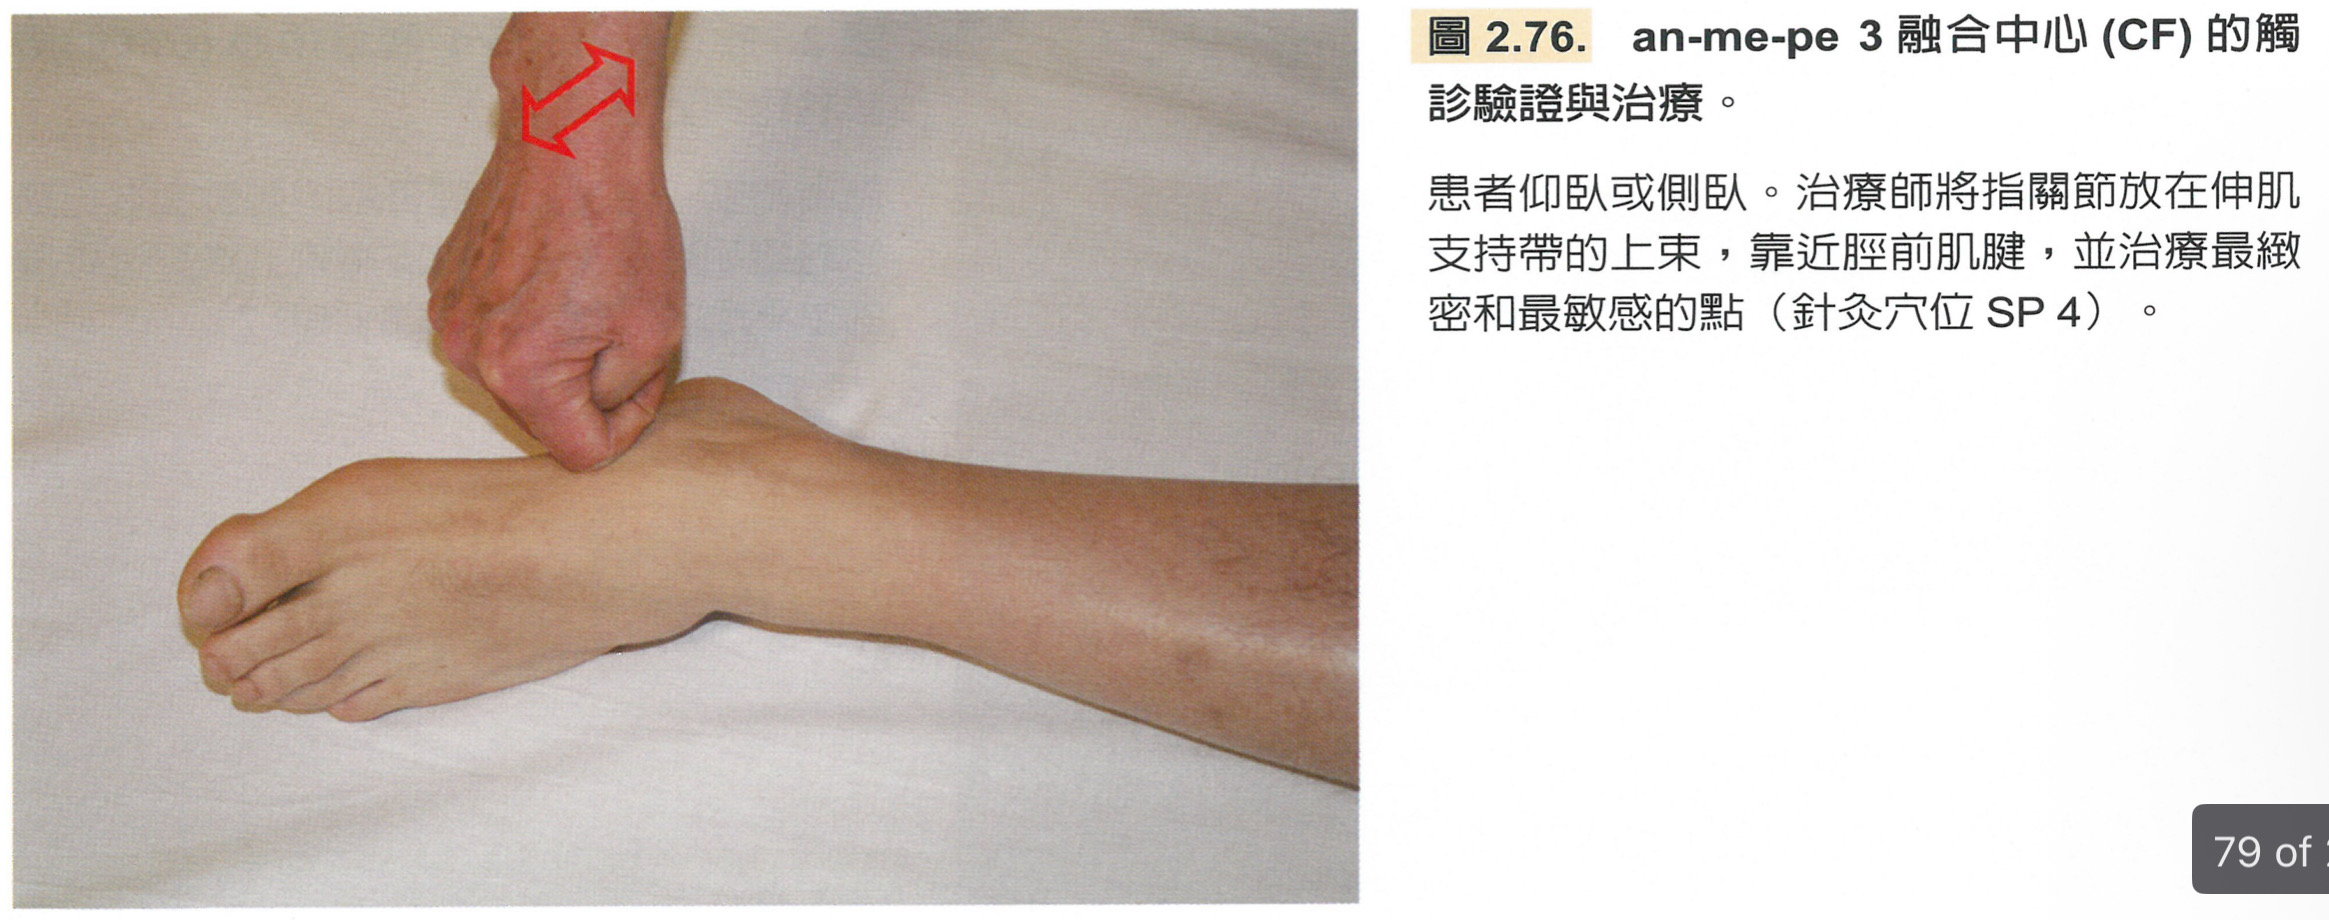 圖 2.76. an-me-pe 3 融合中心 (CF) 的觸
診驗證與治療。
患者仰臥或側臥。治療師將指關節放在伸肌
支持帶的上束，靠近脛前肌腱，並治療最緻
密和最敏感的點（針灸穴位 SP 4）。
79 of